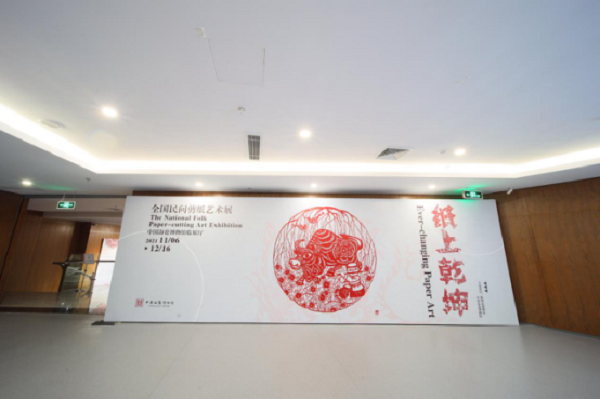 全国民间剪纸艺术展
The National Folk
Paper-cutting Art Exhibition
2021 11/06
12/16
纸上乾坤
Ever-changing Paper Art